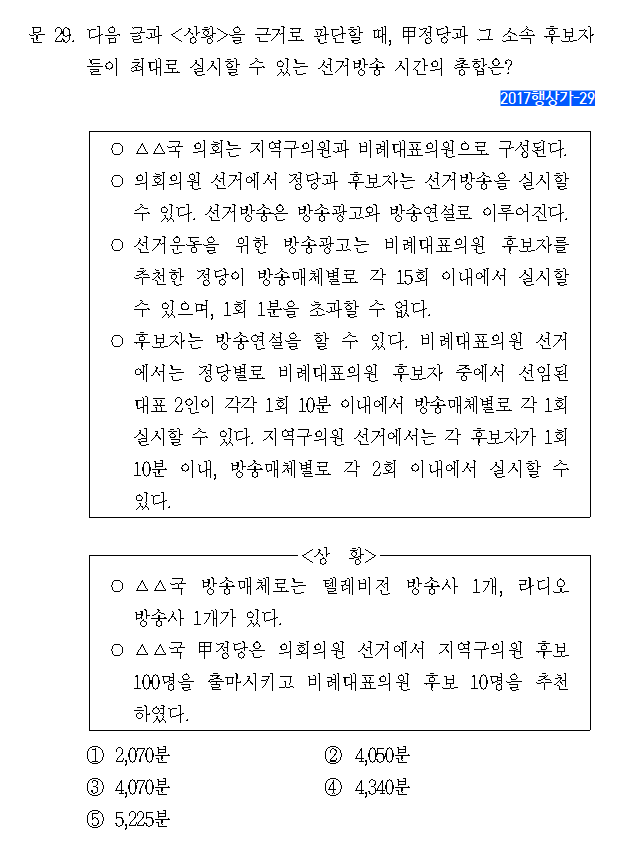 문 29. 다음 글과 <상황>을 근거로 판단할 때, 甲정당과 그 소속 후보자
들이 최대로 실시할 수 있는 선거방송 시간의 총합은?
2017행상가-29
○ △△국 의회는 지역구의원과 비례대표의원으로 구성된다.
○ 의회의원 선거에서 정당과 후보자는 선거방송을 실시할
수 있다. 선거방송은 방송광고와 방송연설로 이루어진다.
○ 선거운동을 위한 방송광고는 비례대표의원 후보자를
추천한 정당이 방송매체별로 각 15회 이내에서 실시할
수 있으며, 1회 1분을 초과할 수 없다.
○ 후보자는 방송연설을 할 수 있다. 비례대표의원 선거
에서는 정당별로 비례대표의원 후보자 중에서 선임된
대표 2인이 각각 1회 10분 이내에서 방송매체별로 각 1회
실시할 수 있다. 지역구의원 선거에서는 각 후보자가 1회
10분 이내, 방송매체별로 각 2회 이내에서 실시할 수
있다.
<상 황>
○ △△국 방송매체로는 텔레비전 방송사 1개, 라디오
방송사 1개가 있다.
○ △△국 甲정당은 의회의원 선거에서 지역구의원 후보
100명을 출마시키고 비례대표의원 후보 10명을 추천
하였다.
① 2,070분 ② 4,050분
③ 4,070분 ④ 4,340분
⑤ 5,225분